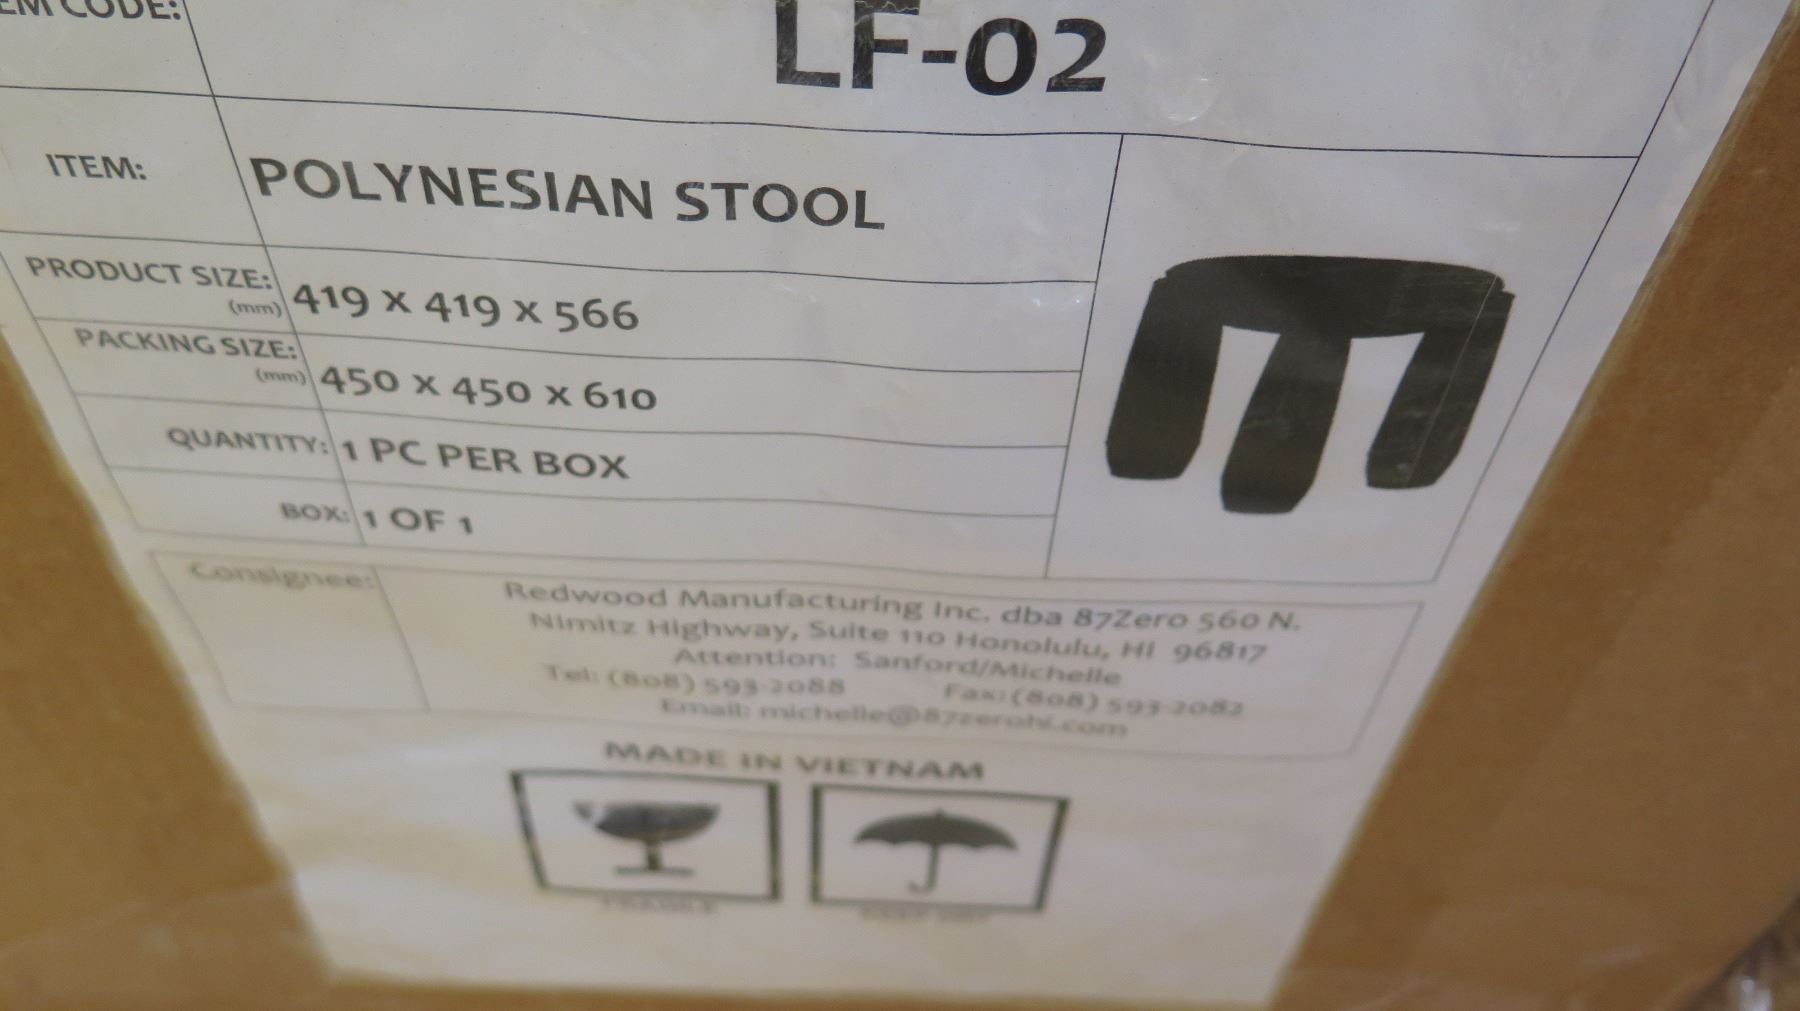 EM CODE: LF-02
ITEM: POLYNESIAN STOOL
PRODUCT SIZE: 419 x 419 x 566
(mm)
PACKING SIZE: 450 x 450 x 610
(mm)
QUANTITY: 1 PC PER BOX
BOX: 1 OF 1
Consignee: Redwood Manufacturing Inc. dba 87Zero 560 N.
Nimitz Highway, Suite 110 Honolulu, HI 96817
Attention: Sanford/Michelle
Tel: (808) 593-2088 Fax: (808) 593-2082
Email: michelle@87zerohi.com
MADE IN VIETNAM
FRAGILE KEEP DRY